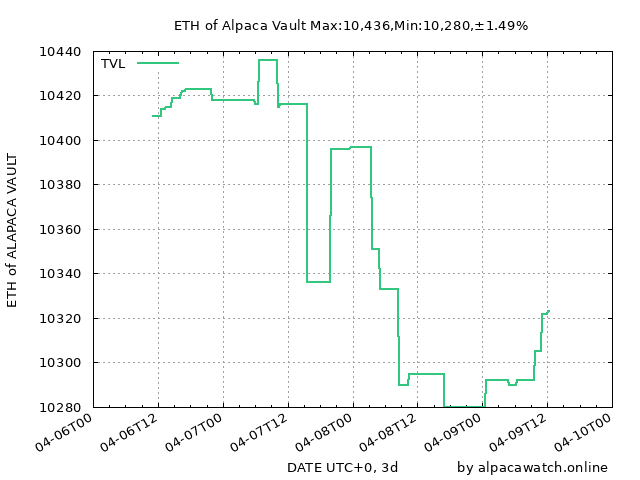 ETH of Alpaca Vault Max:10,436,Min:10,280,±1.49%
TVL
ETH of ALAPACA VAULT
10440
10420
10400
10380
10360
10340
10320
10300
10280
04-06T00
04-06T12
04-07T00
04-07T12
04-08T00
04-08T12
04-09T00
04-09T12
04-10T00
DATE UTC+0, 3d
by alpacawatch.online